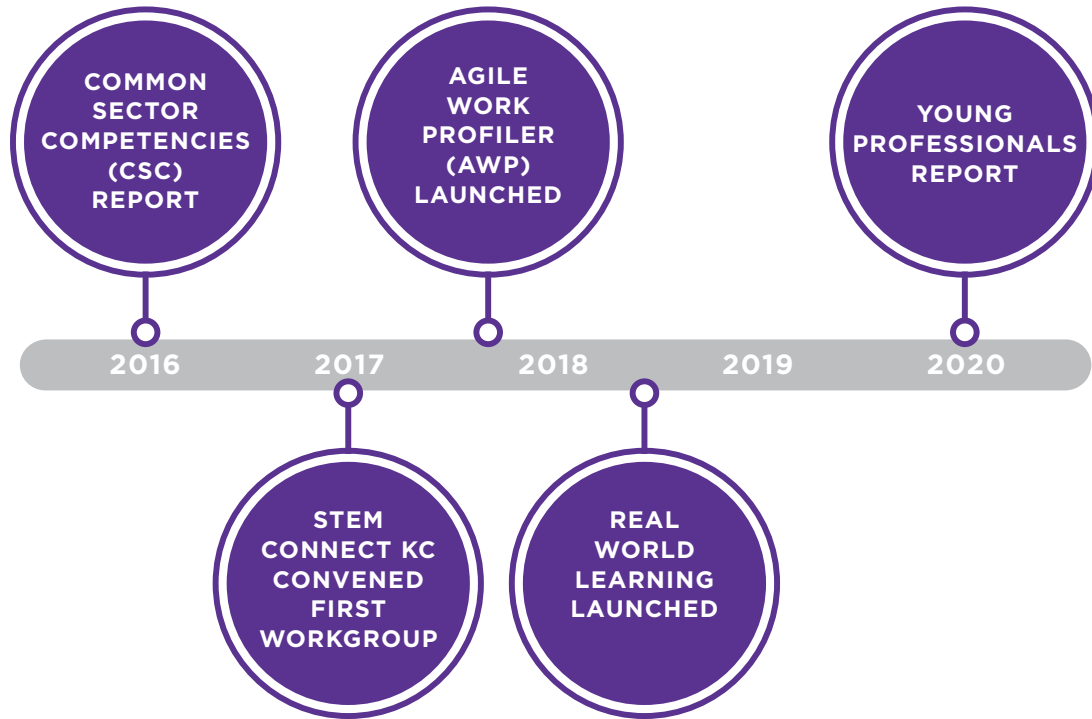 COMMON
SECTOR
COMPETENCIES
(CSC)
REPORT
AGILE
WORK
PROFILER
(AWP)
LAUNCHED
YOUNG
PROFESSIONALS
REPORT
2016
2017
2018
2019
2020
STEM
CONNECT KC
CONVENED
FIRST
WORKGROUP
REAL
WORLD
LEARNING
LAUNCHED